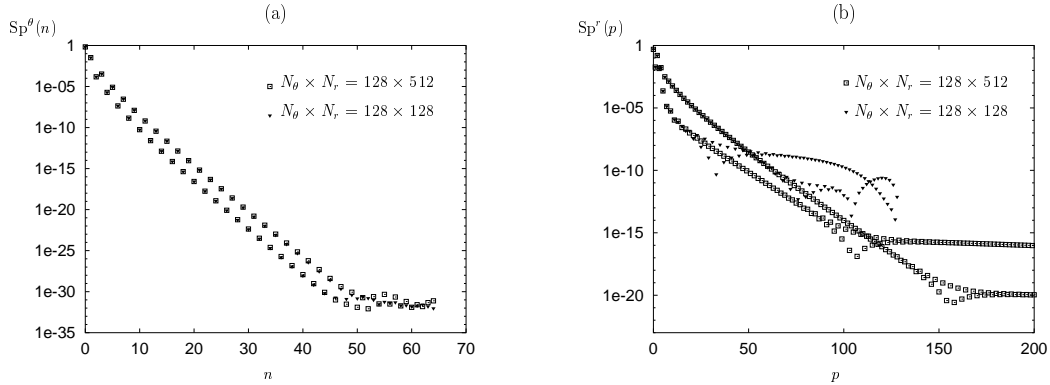 (a)
Sp^θ(n)
1
1e-05
1e-10
1e-15
1e-20
1e-25
1e-30
1e-35
0 10 20 30 40 50 60 70
n
N_θ × N_r = 128 × 512
N_θ × N_r = 128 × 128
(b)
Sp^r(p)
1
1e-05
1e-10
1e-15
1e-20
0 50 100 150 200
p
N_θ × N_r = 128 × 512
N_θ × N_r = 128 × 128